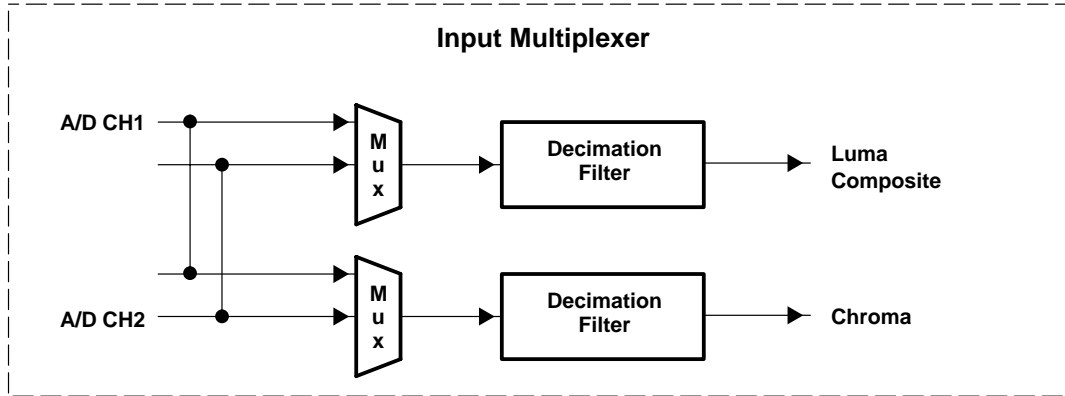 Input Multiplexer
A/D CH1
M
u
x
Decimation
Filter
Luma
Composite
A/D CH2
M
u
x
Decimation
Filter
Chroma